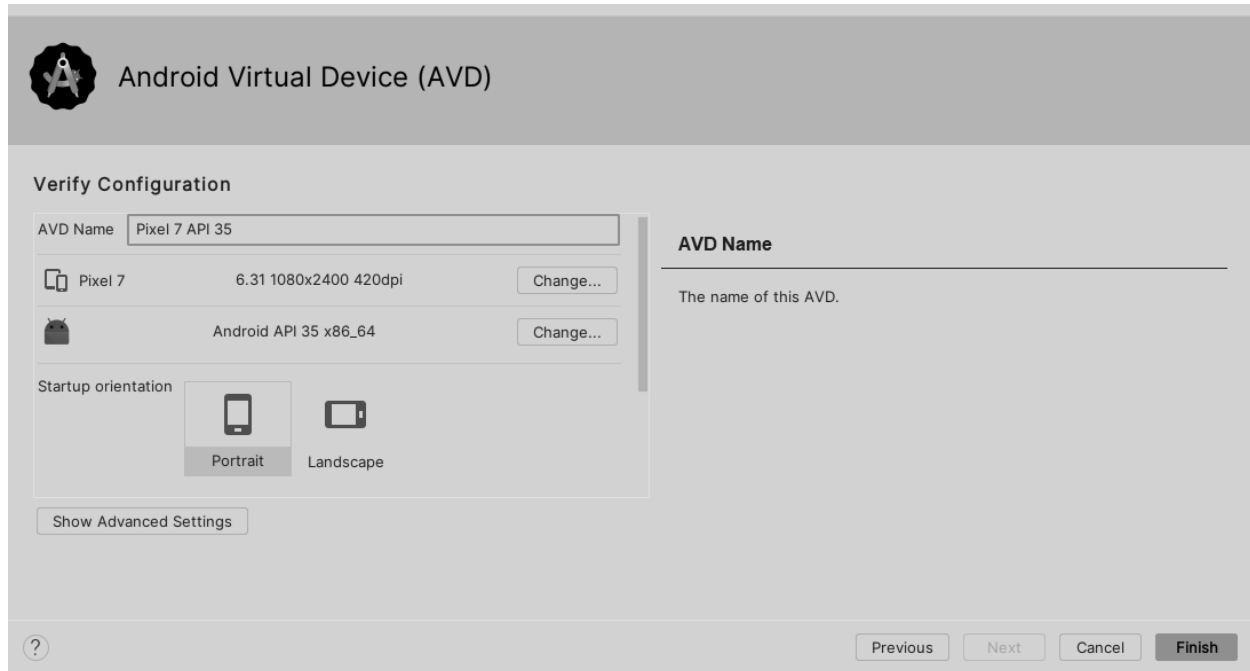 Android Virtual Device (AVD)
Verify Configuration
AVD Name Pixel 7 API 35
Pixel 7 6.31 1080x2400 420dpi Change...
Android API 35 x86_64 Change...
Startup orientation
Portrait Landscape
Show Advanced Settings
AVD Name
The name of this AVD.
? Previous Next Cancel Finish